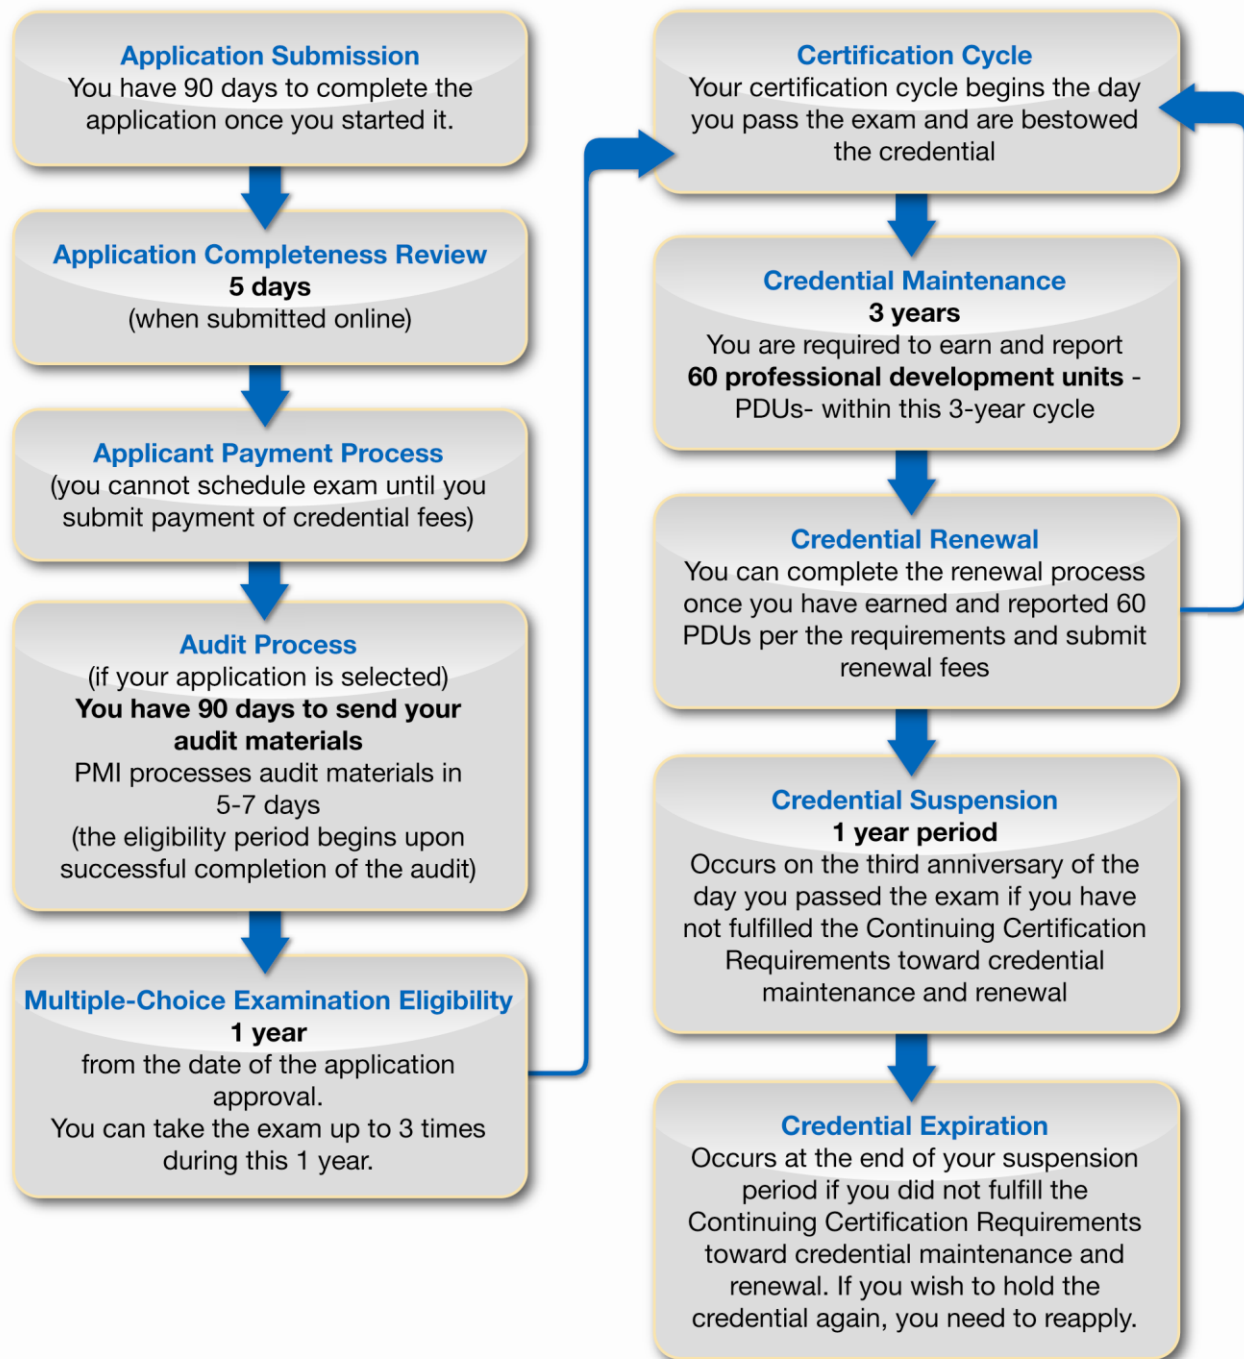 Application Submission
You have 90 days to complete the
application once you started it.
Application Completeness Review
5 days
(when submitted online)
Applicant Payment Process
(you cannot schedule exam until you
submit payment of credential fees)
Audit Process
(if your application is selected)
You have 90 days to send your
audit materials
PMI processes audit materials in
5-7 days
(the eligibility period begins upon
successful completion of the audit)
Multiple-Choice Examination Eligibility
1 year
from the date of the application
approval.
You can take the exam up to 3 times
during this 1 year.
Certification Cycle
Your certification cycle begins the day
you pass the exam and are bestowed
the credential
Credential Maintenance
3 years
You are required to earn and report
60 professional development units -
PDUs- within this 3-year cycle
Credential Renewal
You can complete the renewal process
once you have earned and reported 60
PDUs per the requirements and submit
renewal fees
Credential Suspension
1 year period
Occurs on the third anniversary of the
day you passed the exam if you have
not fulfilled the Continuing Certification
Requirements toward credential
maintenance and renewal
Credential Expiration
Occurs at the end of your suspension
period if you did not fulfill the
Continuing Certification Requirements
toward credential maintenance and
renewal. If you wish to hold the
credential again, you need to reapply.